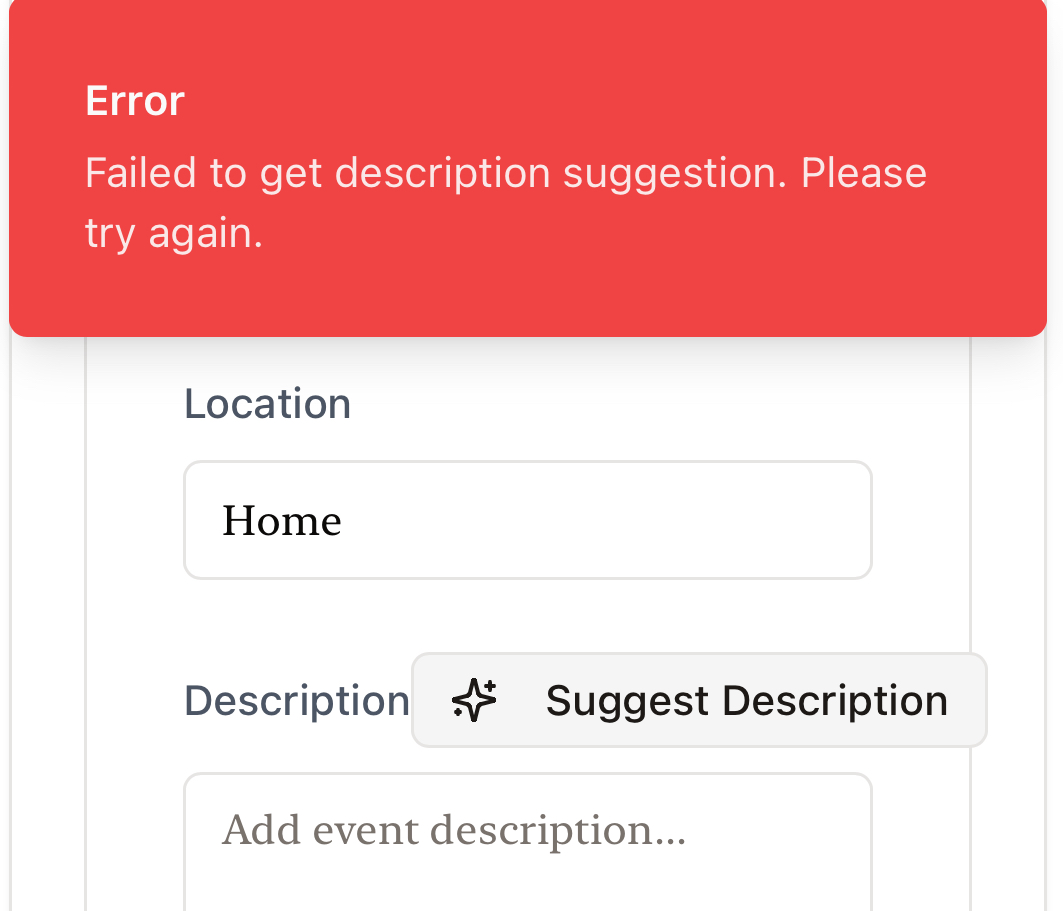 Error
Failed to get description suggestion. Please
try again.
Location
Home
Description Suggest Description
Add event description...